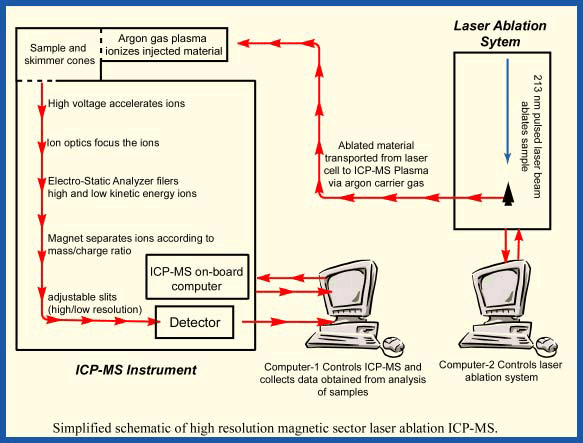 Sample and
skimmer cones
Argon gas plasma
ionizes injected material
Laser Ablation
Sytem
213 nm pulsed laser beam
ablates sample
High voltage accelerates ions
Ion optics focus the ions
Ablated material
transported from laser
cell to ICP-MS Plasma
via argon carrier gas
Electro-Static Analyzer filers
high and low kinetic energy ions
Magnet separates ions according to
mass/charge ratio
ICP-MS on-board
computer
adjustable slits
(high/low resolution)
Detector
ICP-MS Instrument
Computer-1 Controls ICP-MS and
collects data obtained from analysis
of samples
Computer-2 Controls laser
ablation system
Simplified schematic of high resolution magnetic sector laser ablation ICP-MS.